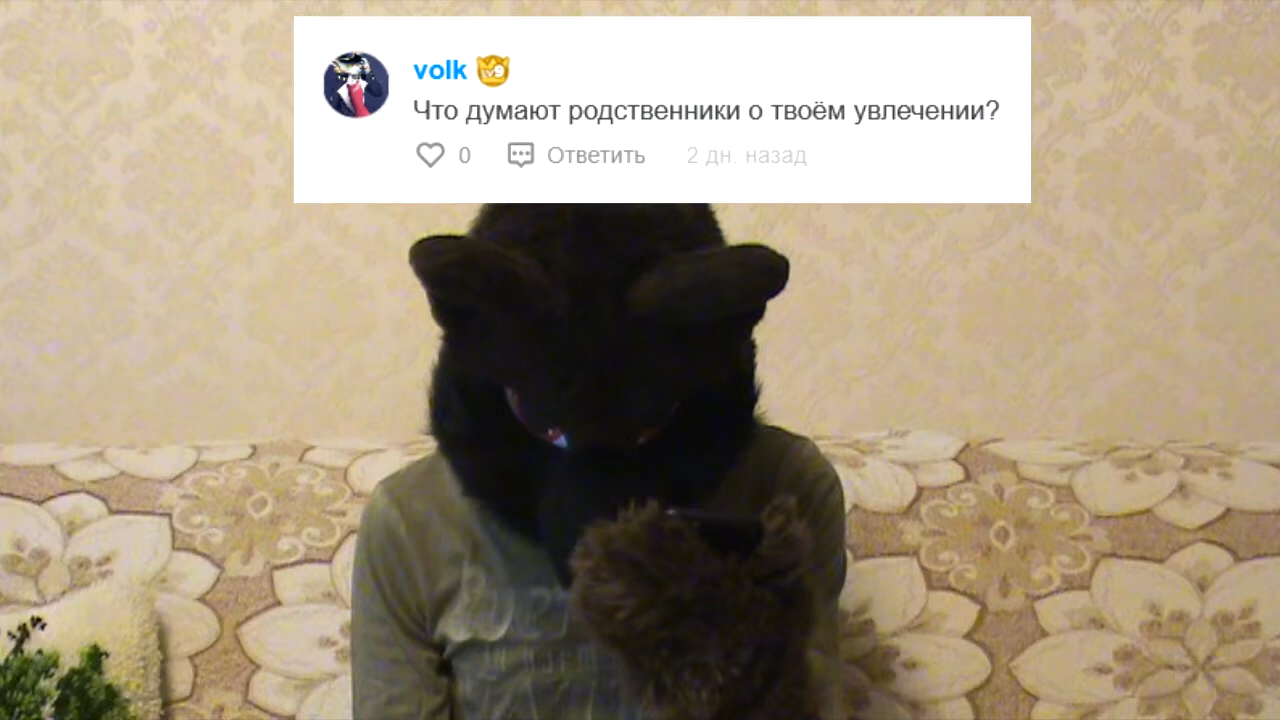 volk
Что думают родственники о твоём увлечении?
0 Ответить 2 дн. назад